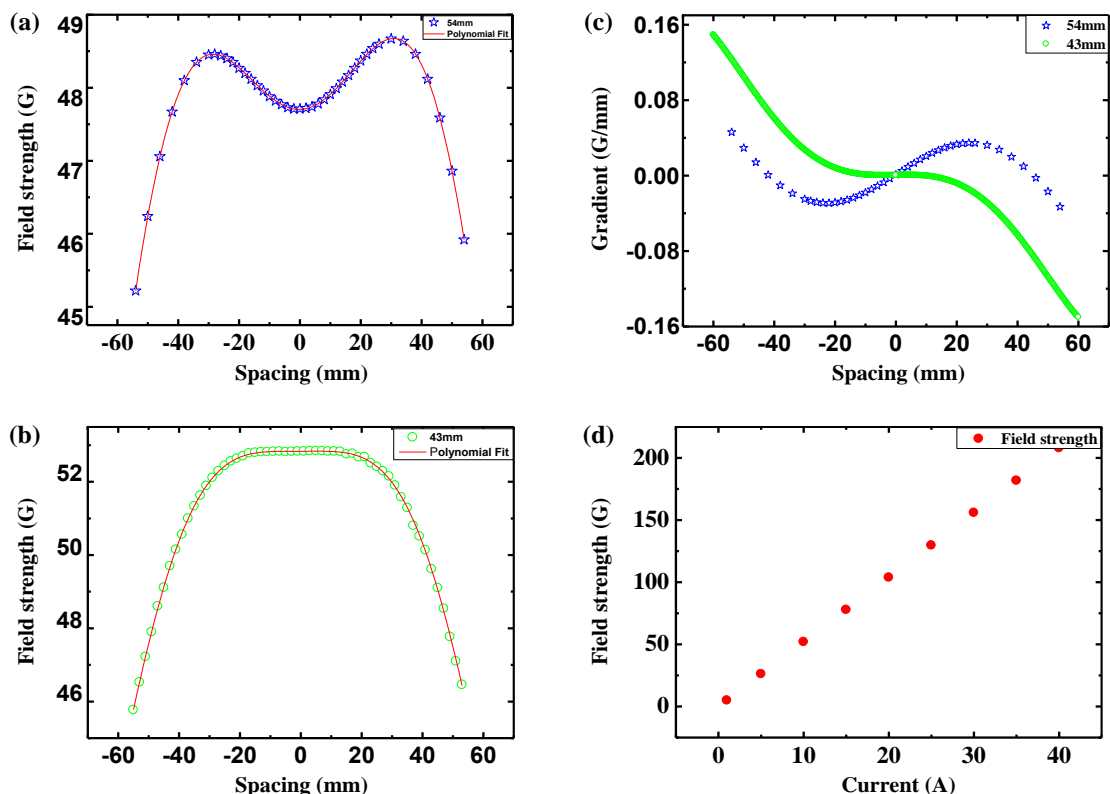 (a)
49
48
47
46
45
Field strength (G)
54mm
Polynomial Fit
-60 -40 -20 0 20 40 60
Spacing (mm)
(c)
0.16
0.08
0.00
-0.08
-0.16
Gradient (G/mm)
54mm
43mm
-60 -40 -20 0 20 40 60
Spacing (mm)
(b)
52
50
48
46
Field strength (G)
43mm
Polynomial Fit
-60 -40 -20 0 20 40 60
Spacing (mm)
(d)
200
150
100
50
0
Field strength (G)
Field strength
0 10 20 30 40
Current (A)